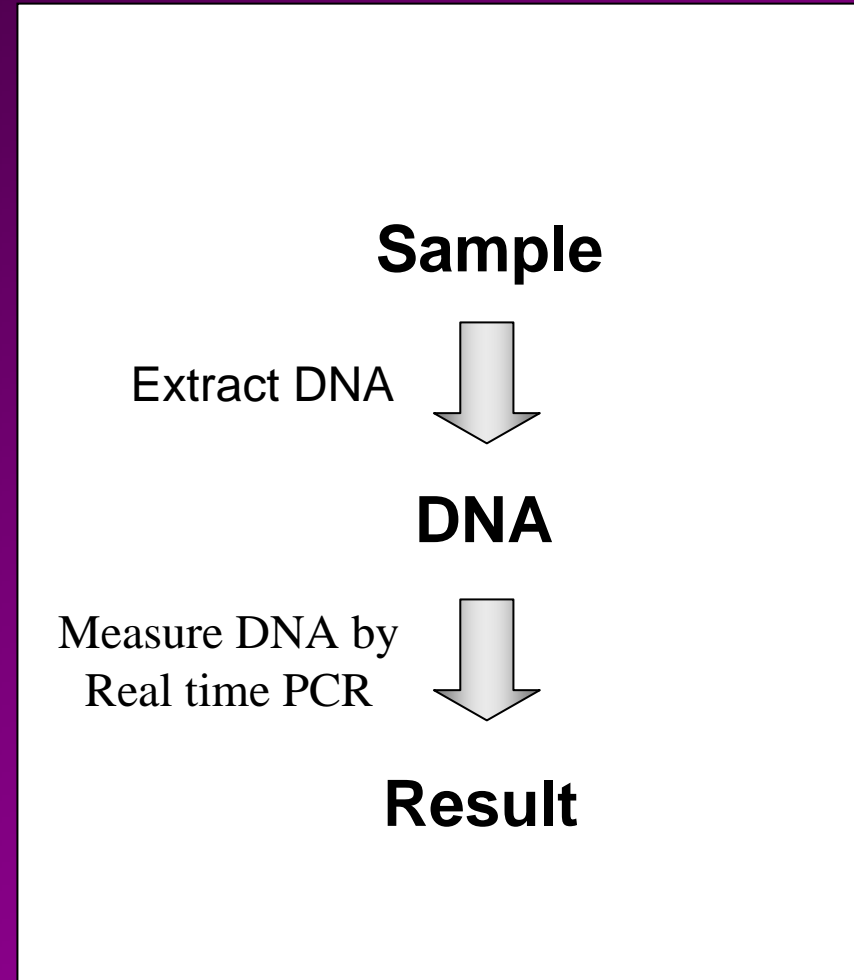 Sample
Extract DNA
DNA
Measure DNA by
Real time PCR
Result